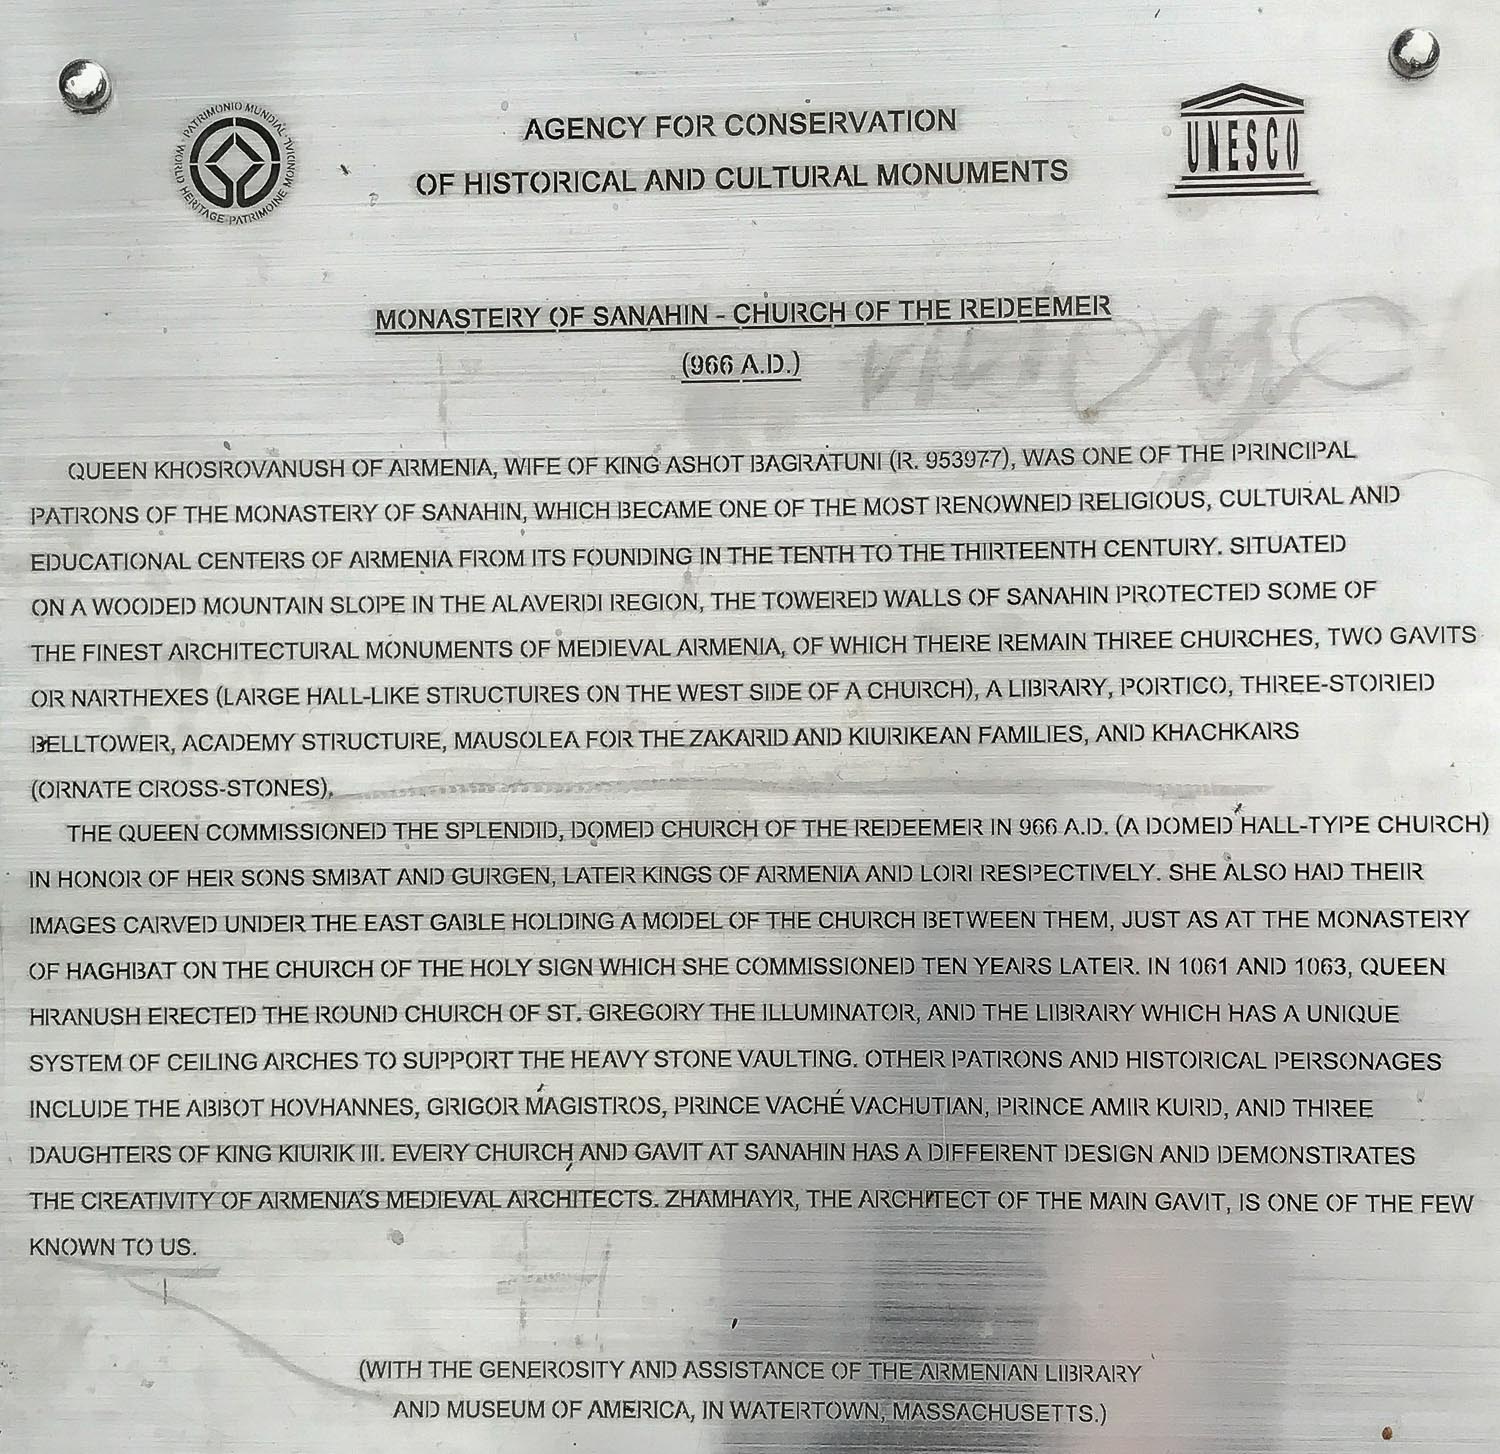 PATRIMONIO MUNDIAL · WORLD HERITAGE · PATRIMOINE MONDIAL
AGENCY FOR CONSERVATION
OF HISTORICAL AND CULTURAL MONUMENTS
UNESCO
MONASTERY OF SANAHIN - CHURCH OF THE REDEEMER
(966 A.D.)
QUEEN KHOSROVANUSH OF ARMENIA, WIFE OF KING ASHOT BAGRATUNI (R. 953977), WAS ONE OF THE PRINCIPAL
PATRONS OF THE MONASTERY OF SANAHIN, WHICH BECAME ONE OF THE MOST RENOWNED RELIGIOUS, CULTURAL AND
EDUCATIONAL CENTERS OF ARMENIA FROM ITS FOUNDING IN THE TENTH TO THE THIRTEENTH CENTURY. SITUATED
ON A WOODED MOUNTAIN SLOPE IN THE ALAVERDI REGION, THE TOWERED WALLS OF SANAHIN PROTECTED SOME OF
THE FINEST ARCHITECTURAL MONUMENTS OF MEDIEVAL ARMENIA, OF WHICH THERE REMAIN THREE CHURCHES, TWO GAVITS
OR NARTHEXES (LARGE HALL-LIKE STRUCTURES ON THE WEST SIDE OF A CHURCH), A LIBRARY, PORTICO, THREE-STORIED
BELLTOWER, ACADEMY STRUCTURE, MAUSOLEA FOR THE ZAKARID AND KIURIKEAN FAMILIES, AND KHACHKARS
(ORNATE CROSS-STONES),
THE QUEEN COMMISSIONED THE SPLENDID, DOMED CHURCH OF THE REDEEMER IN 966 A.D. (A DOMED HALL-TYPE CHURCH)
IN HONOR OF HER SONS SMBAT AND GURGEN, LATER KINGS OF ARMENIA AND LORI RESPECTIVELY. SHE ALSO HAD THEIR
IMAGES CARVED UNDER THE EAST GABLE HOLDING A MODEL OF THE CHURCH BETWEEN THEM, JUST AS AT THE MONASTERY
OF HAGHBAT ON THE CHURCH OF THE HOLY SIGN WHICH SHE COMMISSIONED TEN YEARS LATER. IN 1061 AND 1063, QUEEN
HRANUSH ERECTED THE ROUND CHURCH OF ST. GREGORY THE ILLUMINATOR, AND THE LIBRARY WHICH HAS A UNIQUE
SYSTEM OF CEILING ARCHES TO SUPPORT THE HEAVY STONE VAULTING. OTHER PATRONS AND HISTORICAL PERSONAGES
INCLUDE THE ABBOT HOVHANNES, GRIGOR MAGISTROS, PRINCE VACHÉ VACHUTIAN, PRINCE AMIR KURD, AND THREE
DAUGHTERS OF KING KIURIK III. EVERY CHURCH AND GAVIT AT SANAHIN HAS A DIFFERENT DESIGN AND DEMONSTRATES
THE CREATIVITY OF ARMENIA'S MEDIEVAL ARCHITECTS. ZHAMHAYR, THE ARCHITECT OF THE MAIN GAVIT, IS ONE OF THE FEW
KNOWN TO US.
(WITH THE GENEROSITY AND ASSISTANCE OF THE ARMENIAN LIBRARY
AND MUSEUM OF AMERICA, IN WATERTOWN, MASSACHUSETTS.)